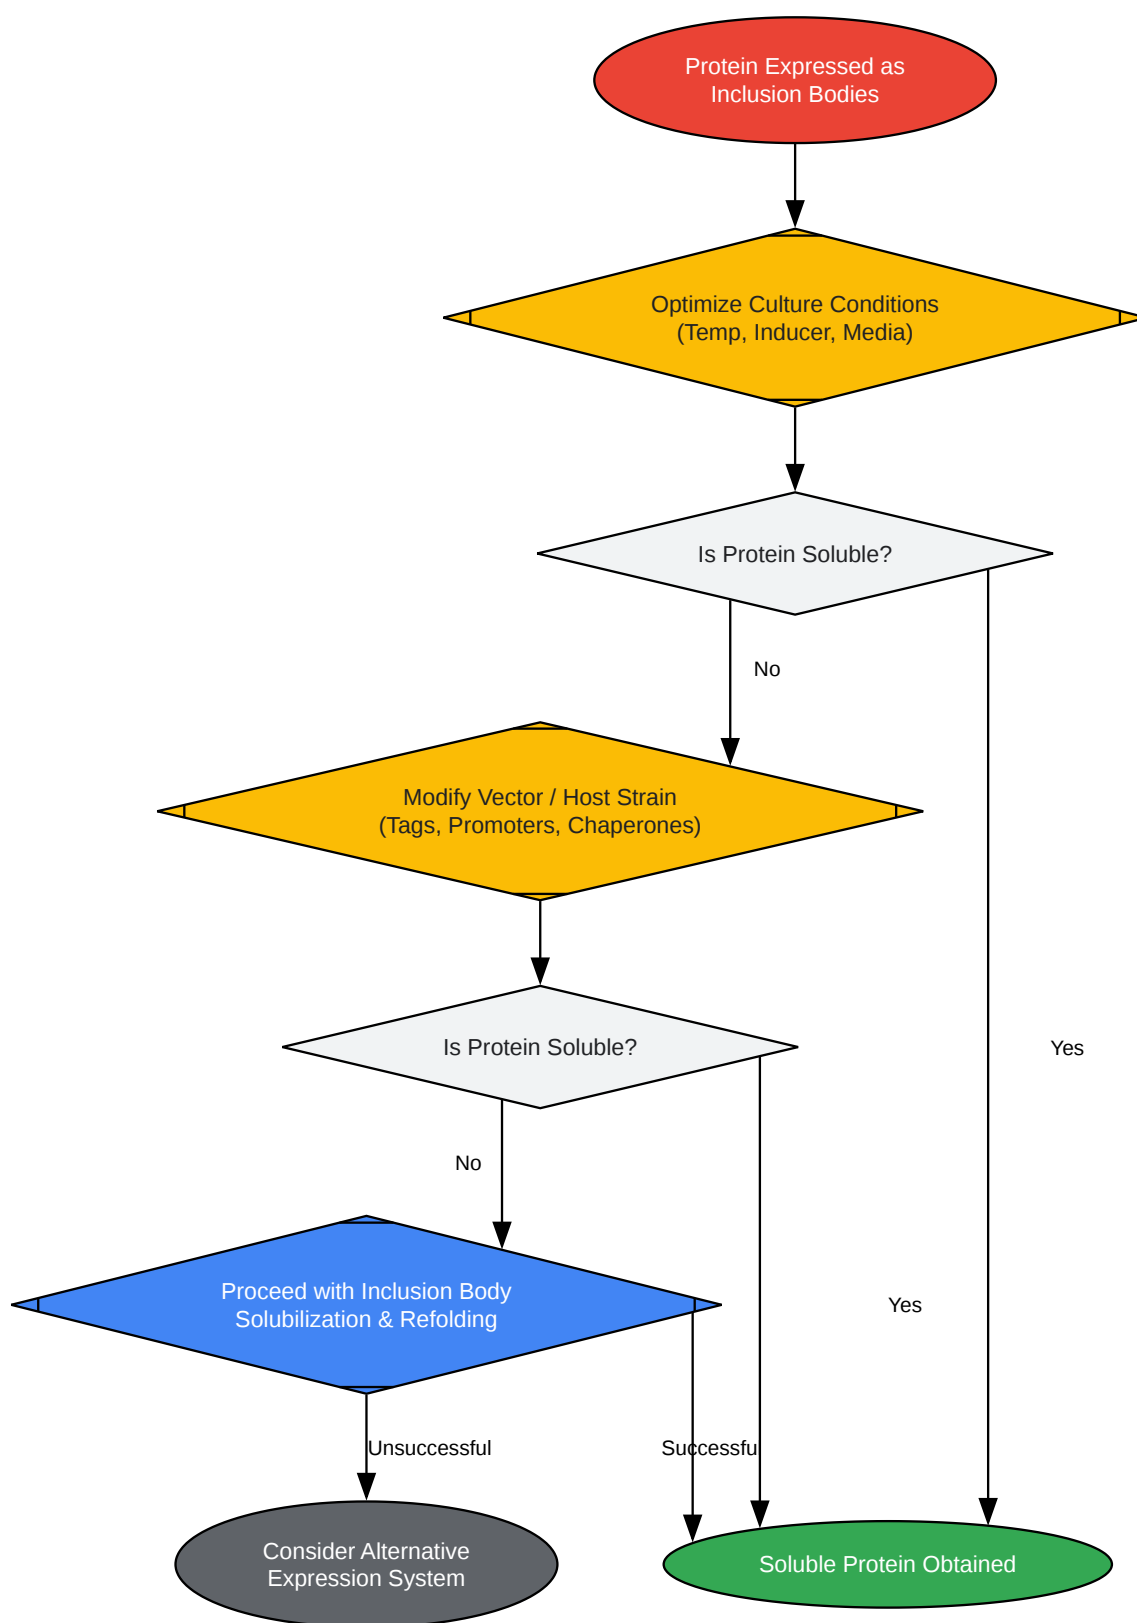 Protein Expressed as
Inclusion Bodies
Optimize Culture Conditions
(Temp, Inducer, Media)
Is Protein Soluble?
No
Modify Vector / Host Strain
(Tags, Promoters, Chaperones)
Is Protein Soluble?
Yes
No
Proceed with Inclusion Body
Solubilization & Refolding
Yes
Unsuccessful
Successful
Consider Alternative
Expression System
Soluble Protein Obtained